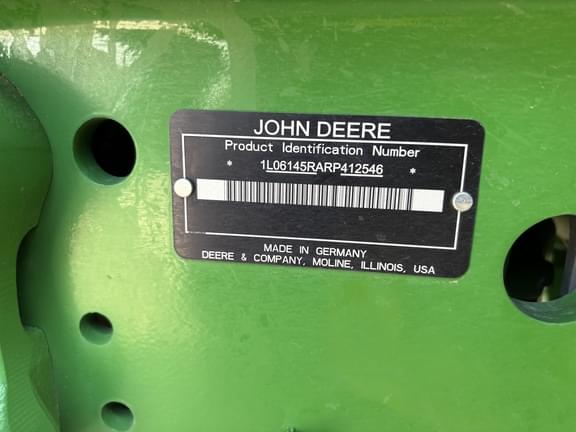 JOHN DEERE
Product Identification Number
* 1L06145RARP412546 *
MADE IN GERMANY
DEERE & COMPANY, MOLINE, ILLINOIS, USA